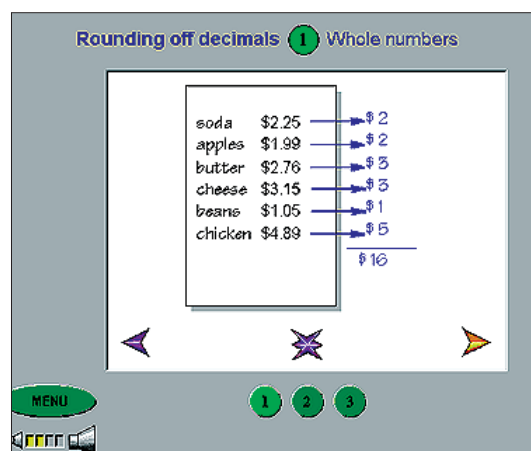 Rounding off decimals 1 Whole numbers
soda $2.25 $2
apples $1.99 $2
butter $2.76 $3
cheese $3.15 $3
beans $1.05 $1
chicken $4.89 $5
$16
1 2 3
MENU